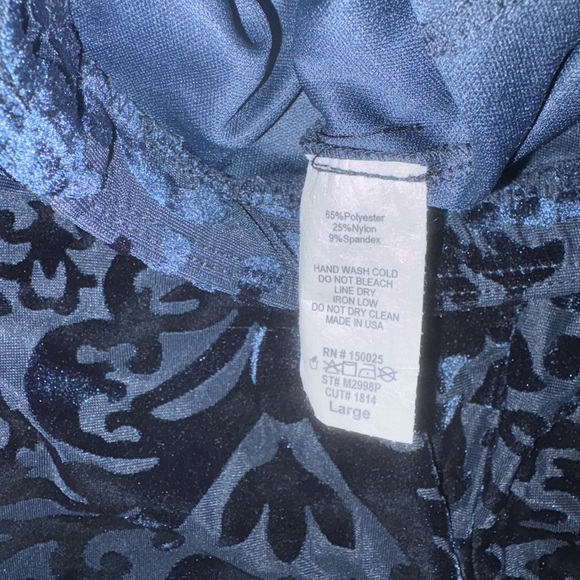 65%Polyester
25%Nylon
9%Spandex
HAND WASH COLD
DO NOT BLEACH
LINE DRY
IRON LOW
DO NOT DRY CLEAN
MADE IN USA
RN # 150025
ST# M2998P
CUT# 1814
Large